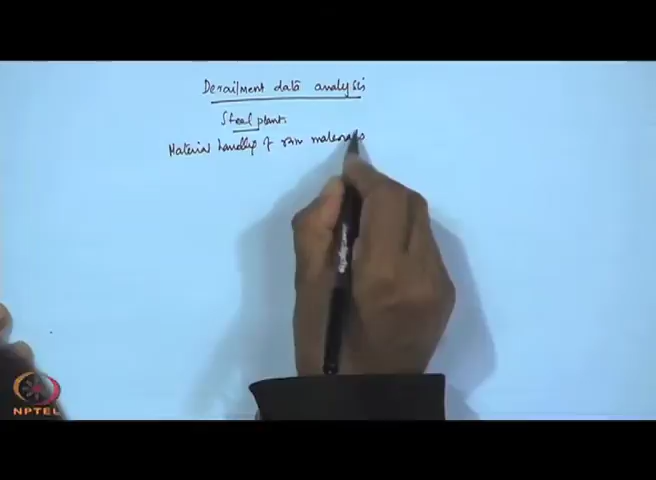 Derailment data analysis
Steel plant.
Material handling of raw materials
NPTEL